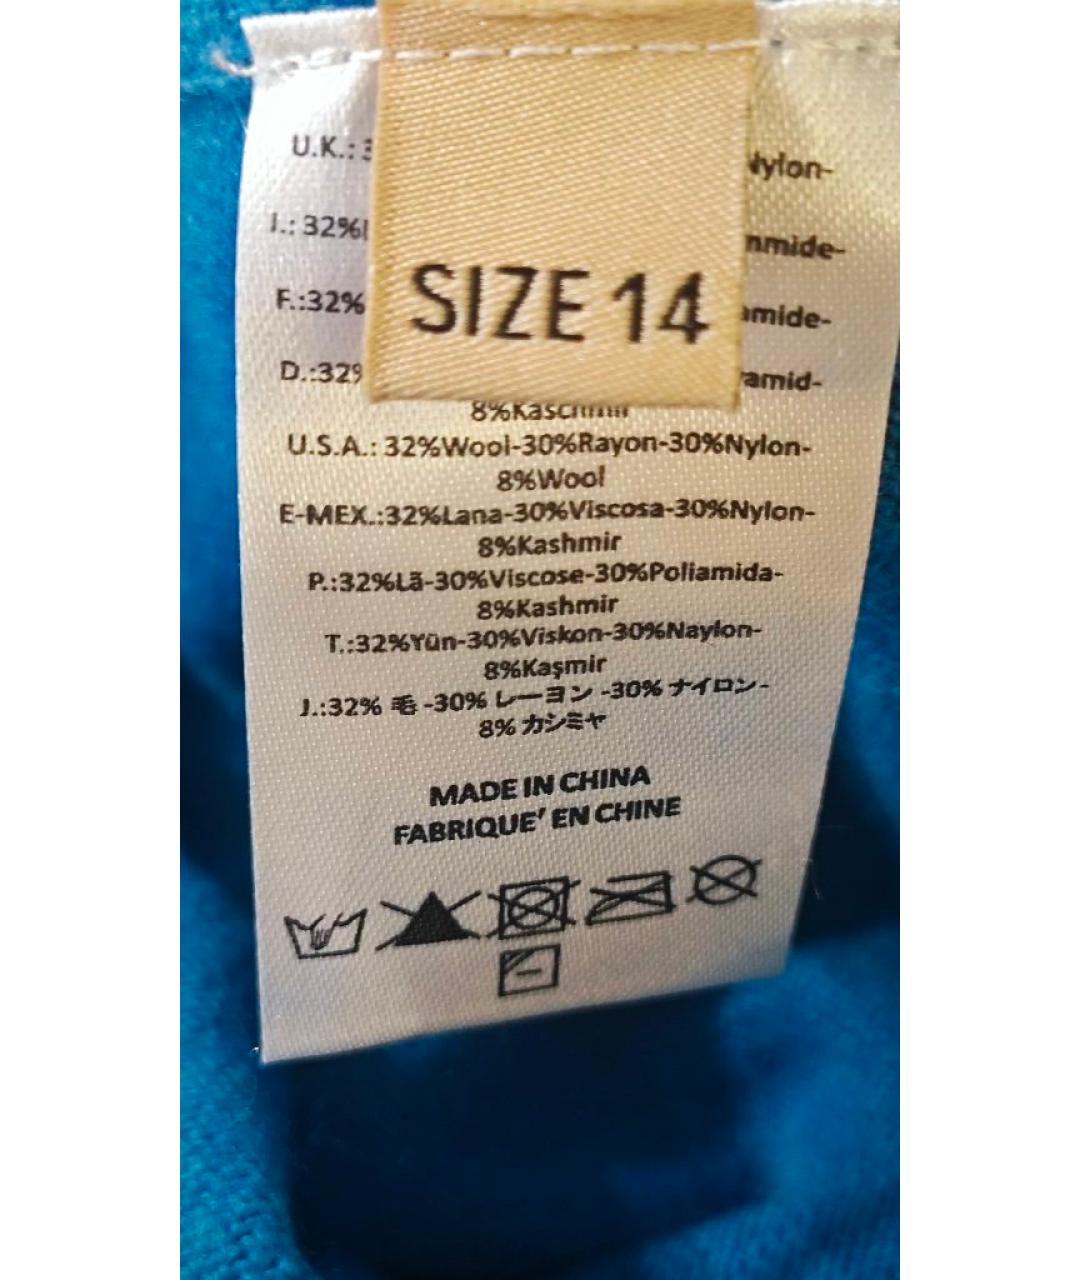 U.K.:
Nylon-
I.: 32%
F.:32%
amide-
D.:32%
SIZE 14
8%Kaschmir
U.S.A.: 32%Wool-30%Rayon-30%Nylon-
8%Wool
E-MEX.:32%Lana-30%Viscosa-30%Nylon-
8%Kashmir
P.:32%Lã-30%Viscose-30%Poliamida-
8%Kashmir
T.:32%Yün-30%Viskon-30%Naylon-
8%Kaşmir
J.:32% 毛 -30% レーヨン -30% ナイロン -
8% カシミヤ
MADE IN CHINA
FABRIQUE' EN CHINE